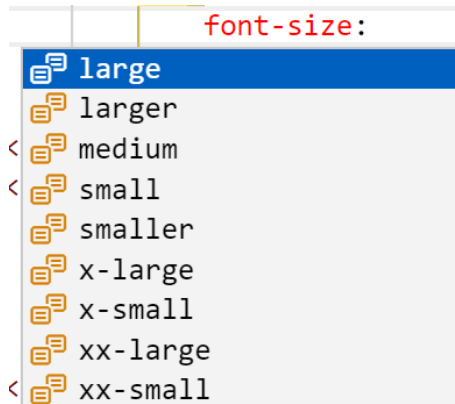 font-size:
large
larger
< medium
< small
smaller
x-large
x-small
xx-large
< xx-small